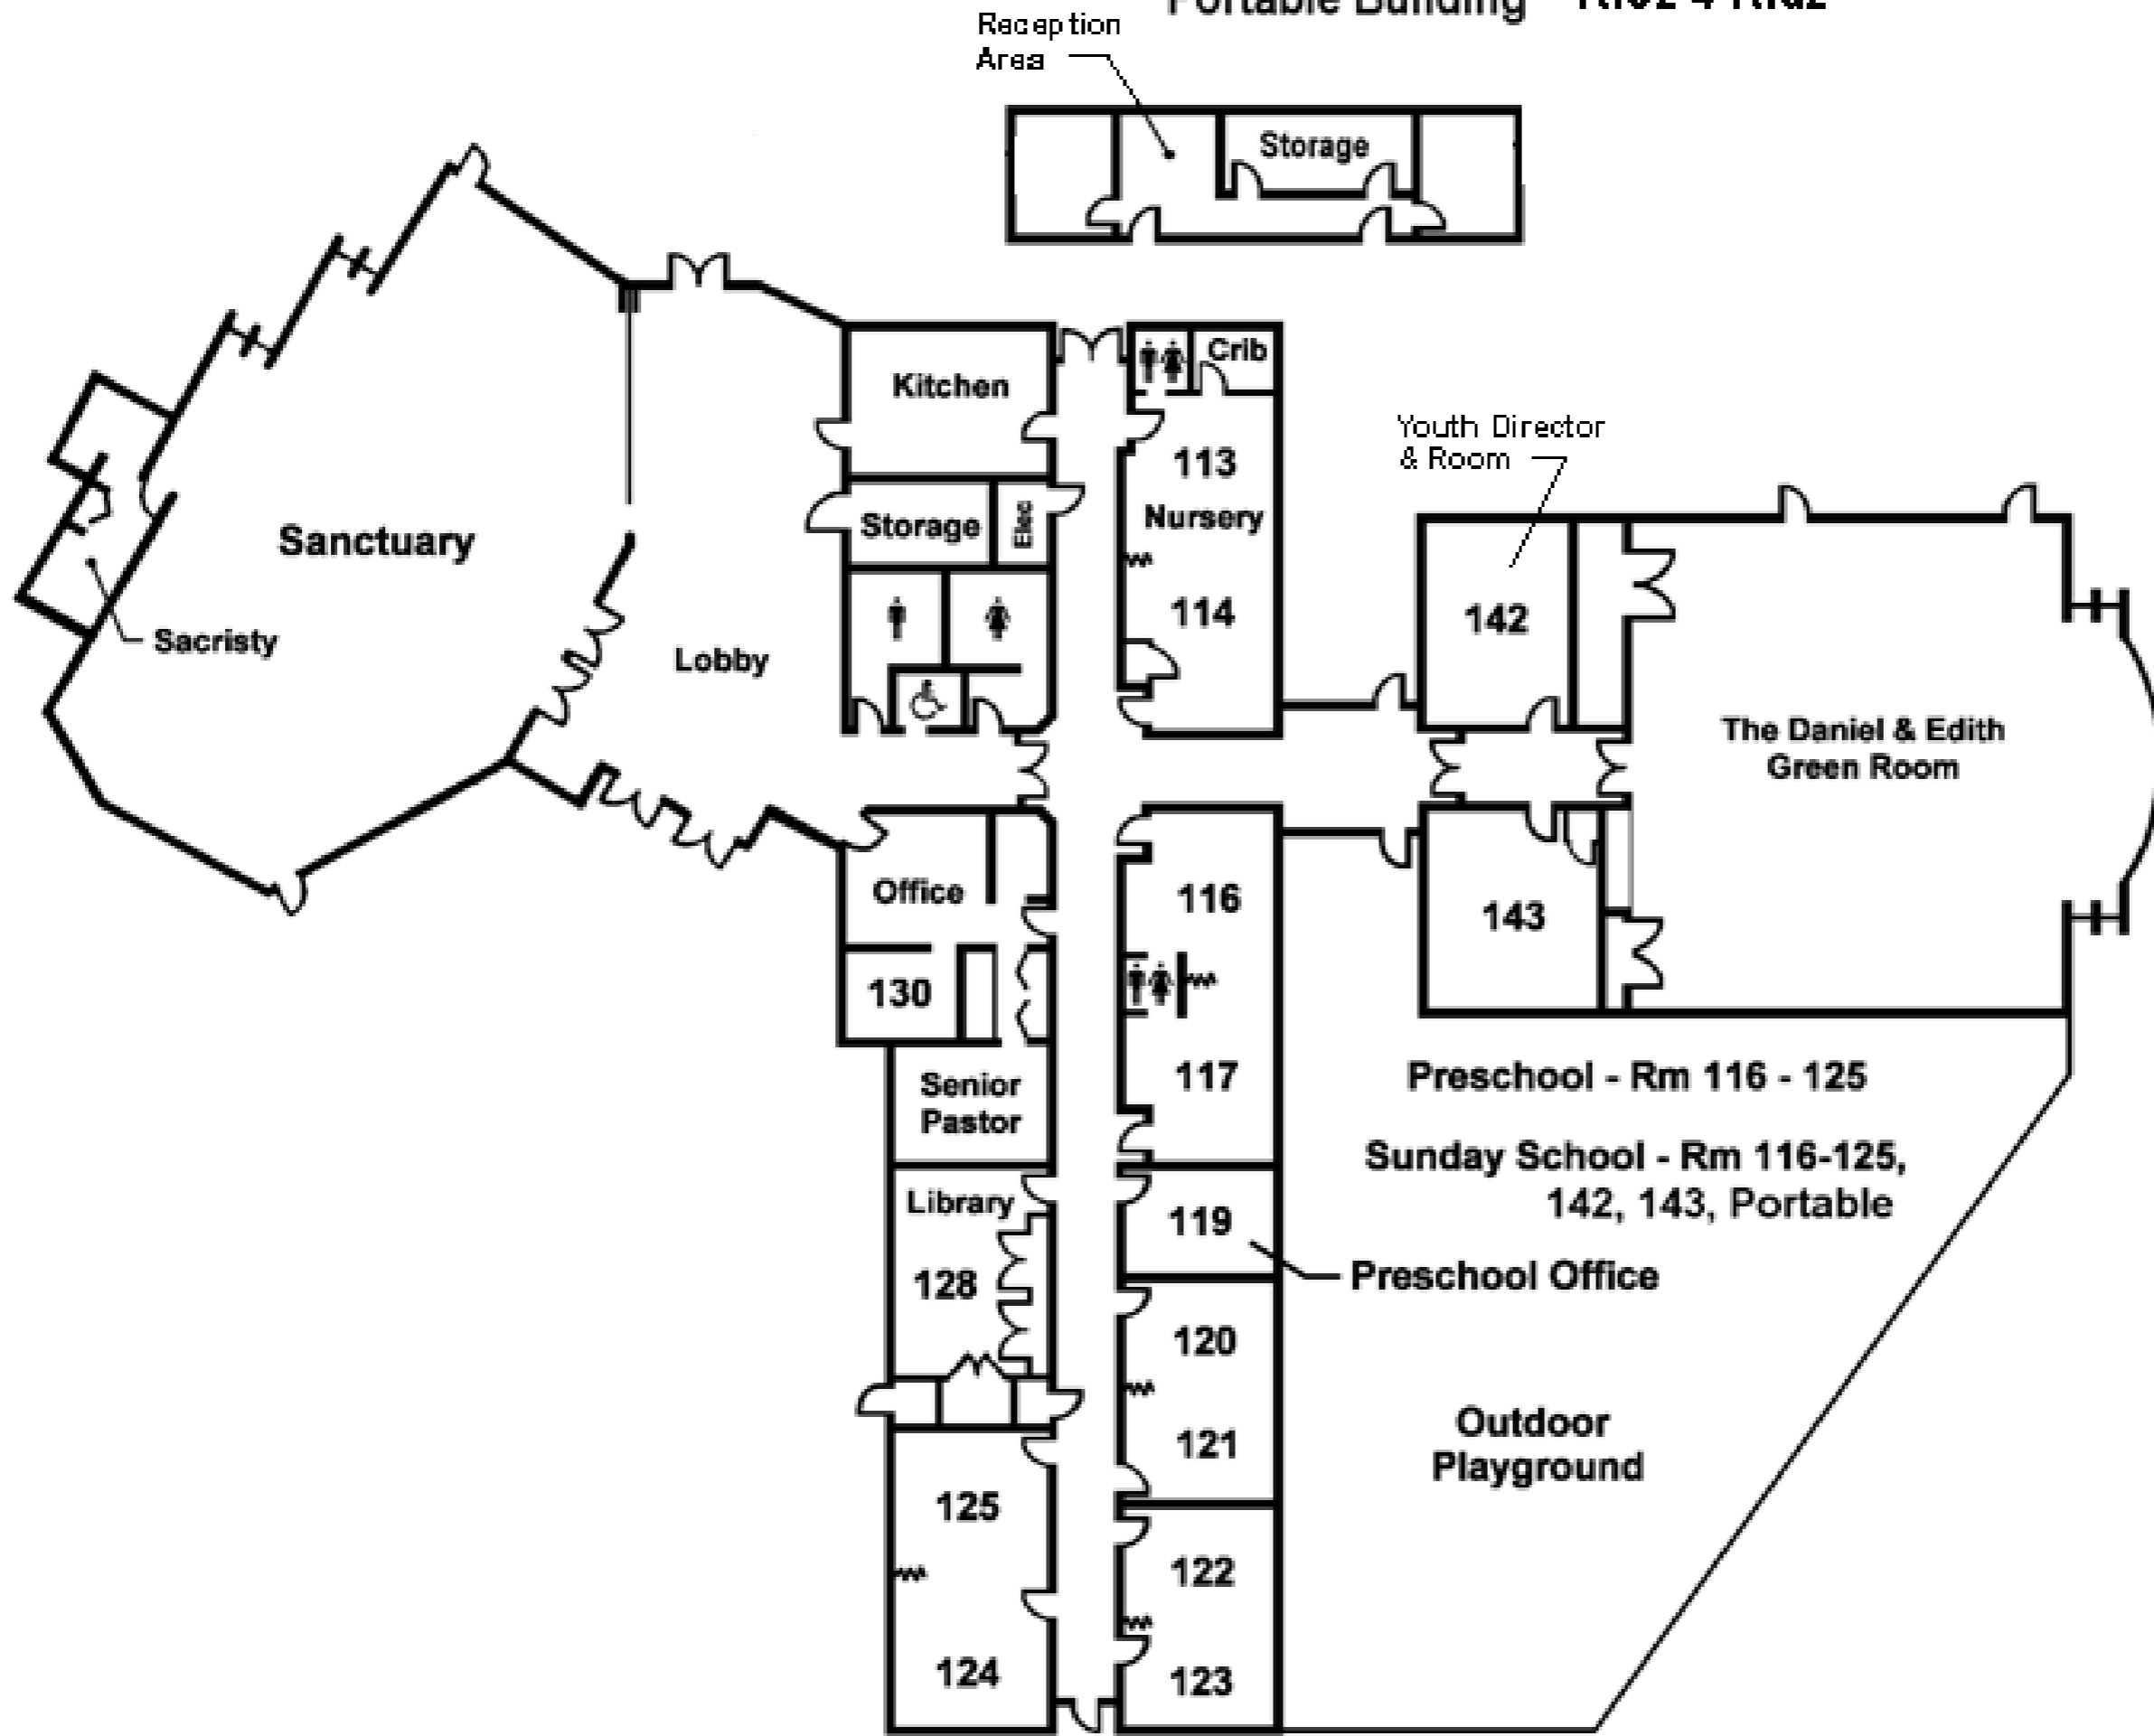 Portable Building
Reception
Area
Storage
Kitchen
Crib
113
Nursery
114
Storage
Elec
Sanctuary
Sacristy
Lobby
Youth Director
& Room
142
The Daniel & Edith
Green Room
Office
116
143
130
117
Senior
Pastor
Preschool - Rm 116 - 125
Sunday School - Rm 116-125,
142, 143, Portable
Library
119
Preschool Office
128
120
121
Outdoor
Playground
125
122
124
123